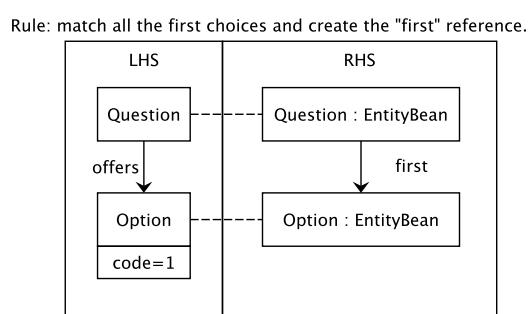 Rule: match all the first choices and create the "first" reference.
LHS
RHS
Question
Question : EntityBean
offers
first
Option
Option : EntityBean
code=1